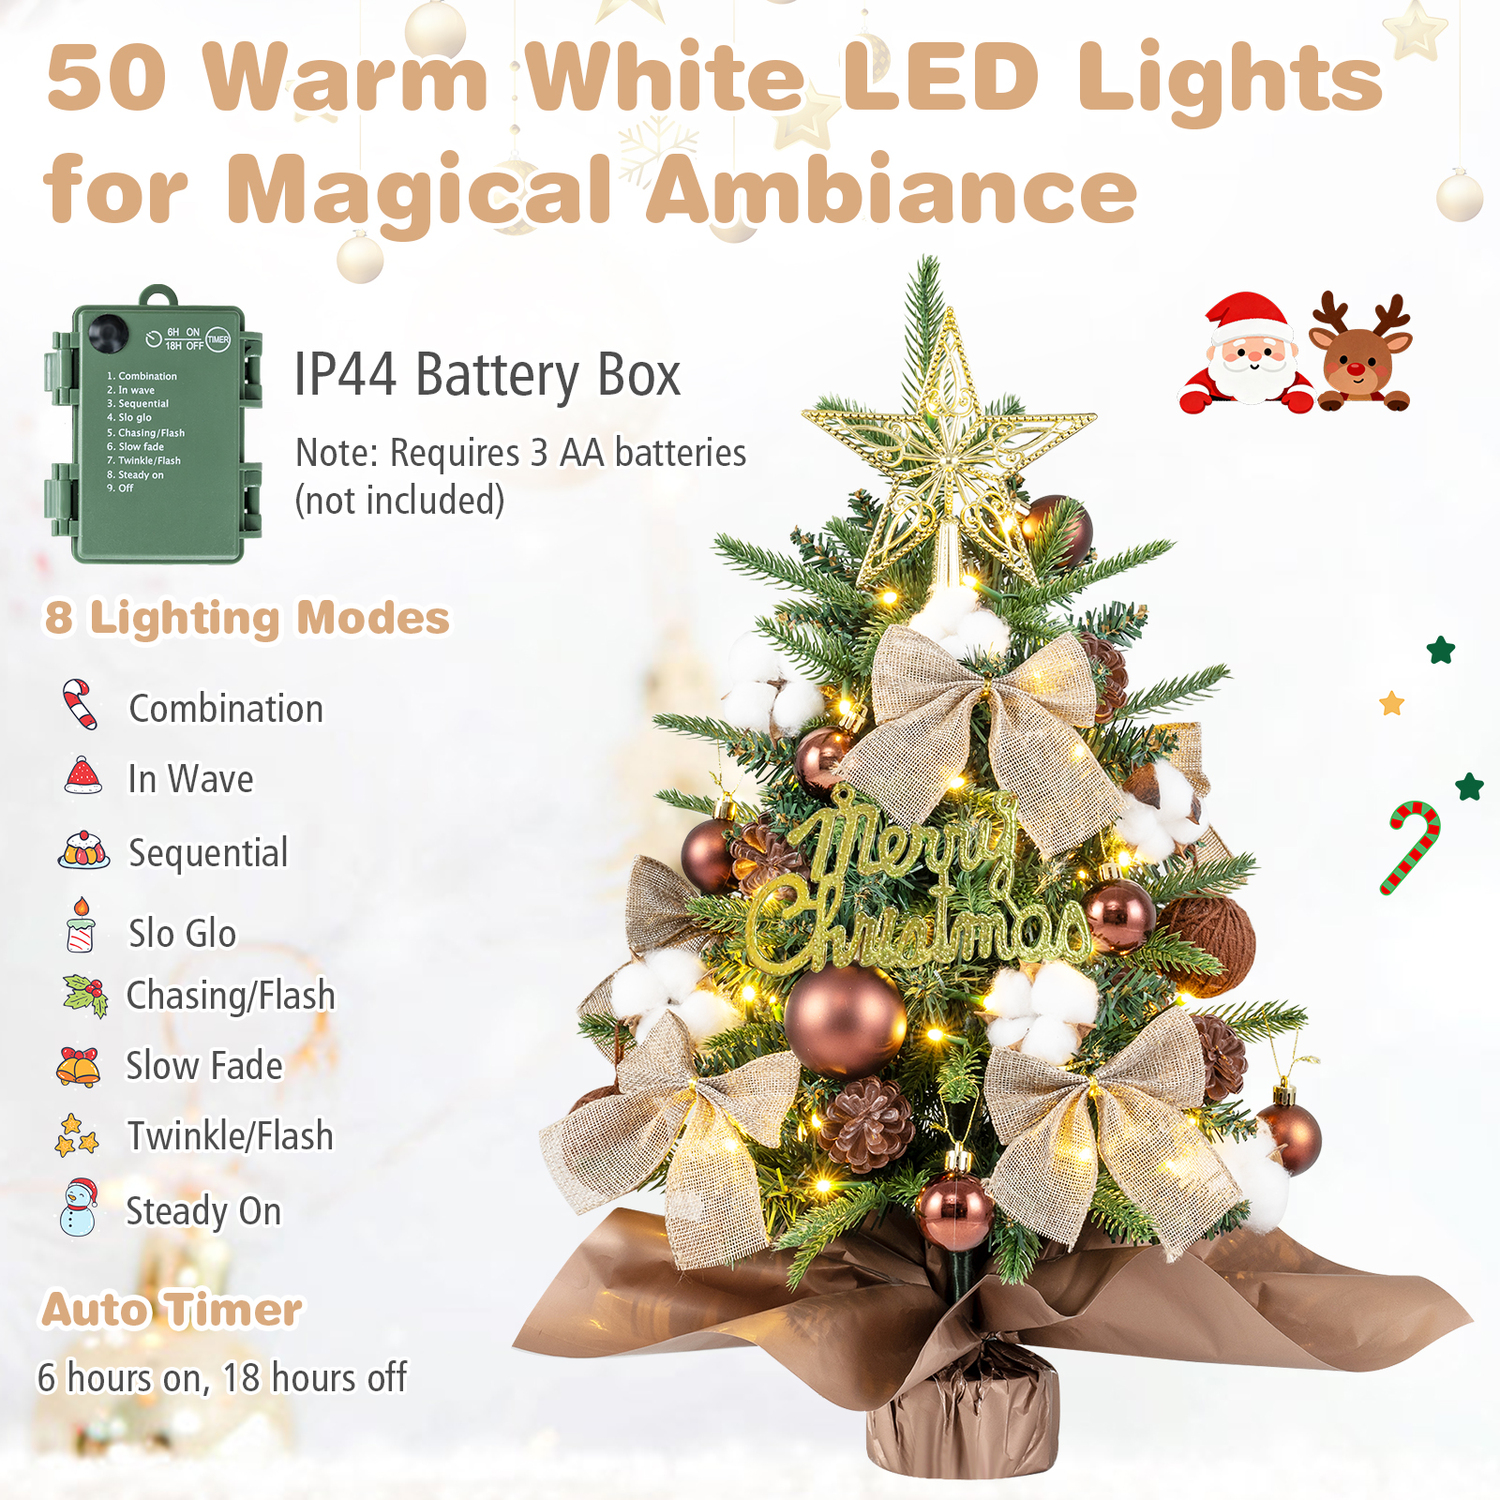 50 Warm White LED Lights
for Magical Ambiance
6H ON
18H OFF
TIMER
1. Combination
2. In wave
3. Sequential
4. Slo glo
5. Chasing/Flash
6. Slow fade
7. Twinkle/Flash
8. Steady on
9. Off
IP44 Battery Box
Note: Requires 3 AA batteries
(not included)
8 Lighting Modes
Combination
In Wave
Sequential
Slo Glo
Chasing/Flash
Slow Fade
Twinkle/Flash
Steady On
Auto Timer
6 hours on, 18 hours off
Merry
Christmas